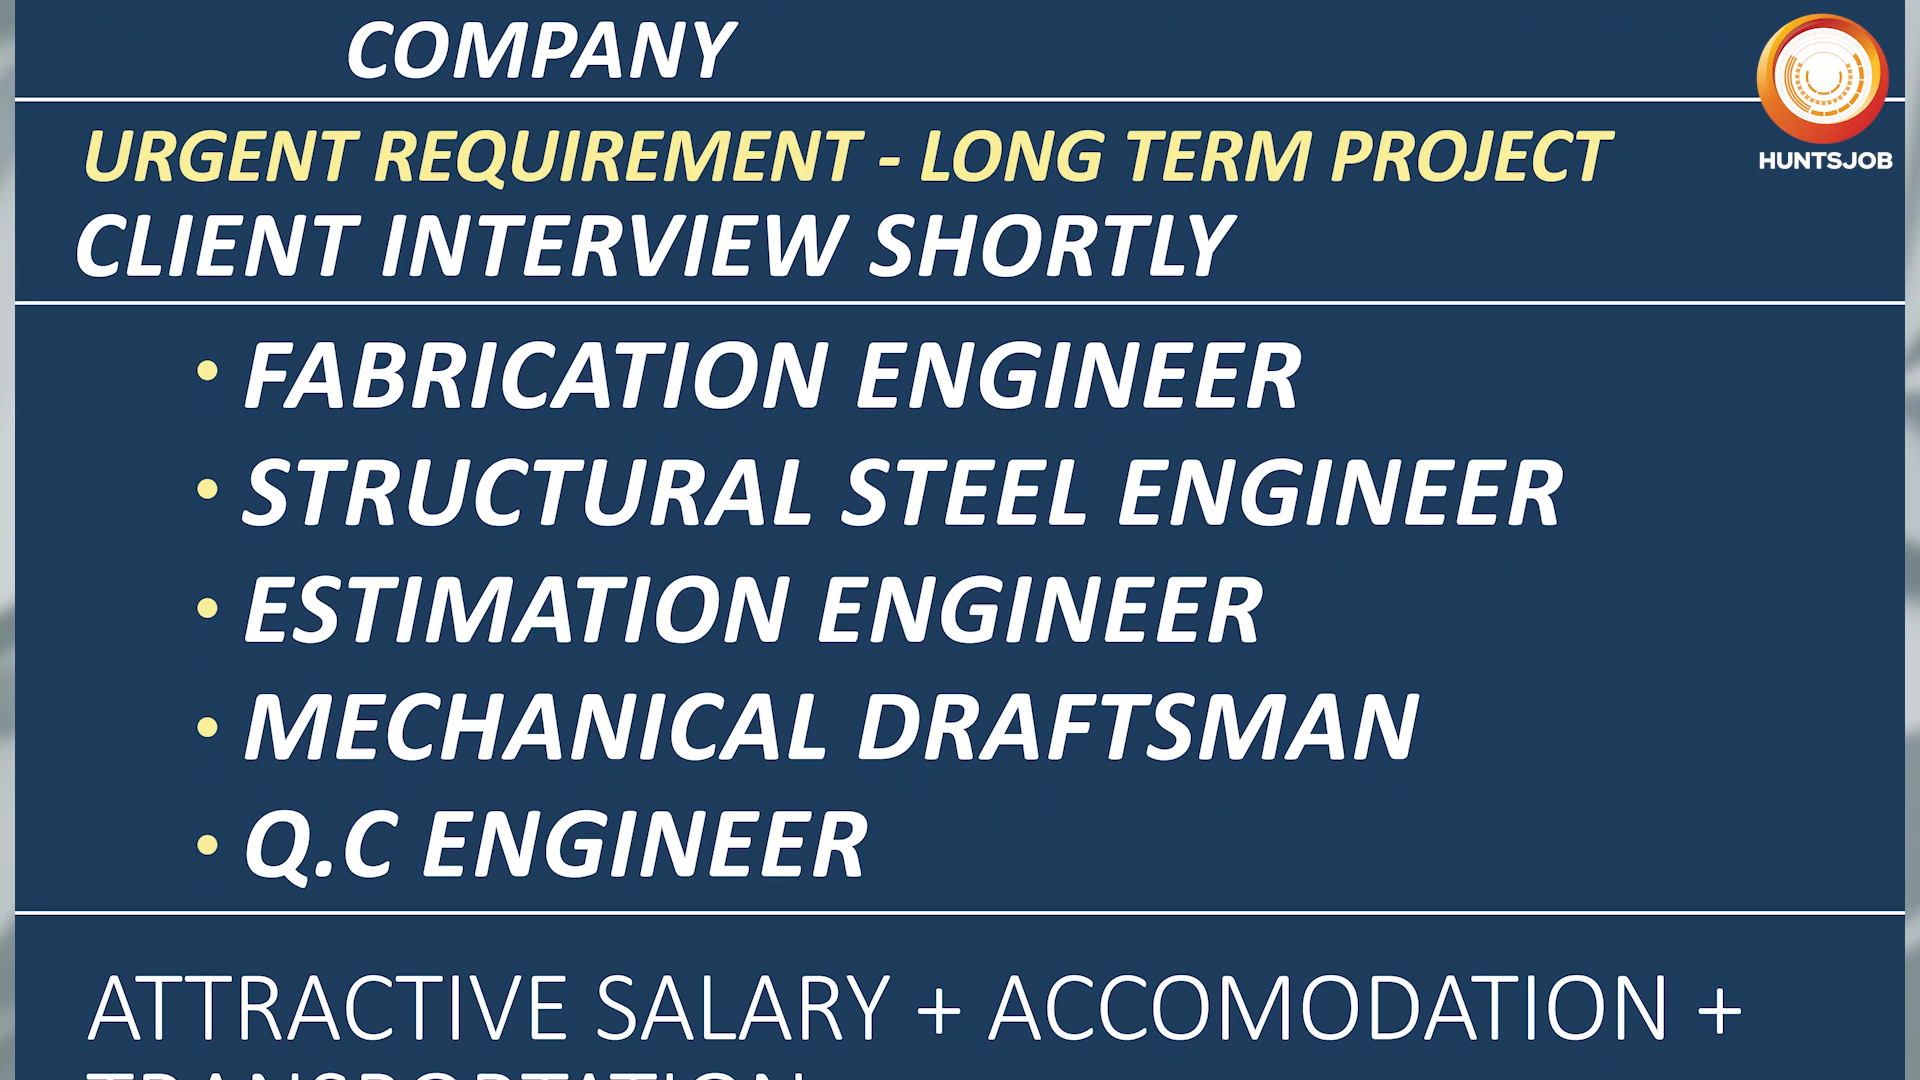 COMPANY
HUNTSJOB
URGENT REQUIREMENT - LONG TERM PROJECT
CLIENT INTERVIEW SHORTLY
• FABRICATION ENGINEER
• STRUCTURAL STEEL ENGINEER
• ESTIMATION ENGINEER
• MECHANICAL DRAFTSMAN
• Q.C ENGINEER
ATTRACTIVE SALARY + ACCOMODATION +
TRANSPORTATION